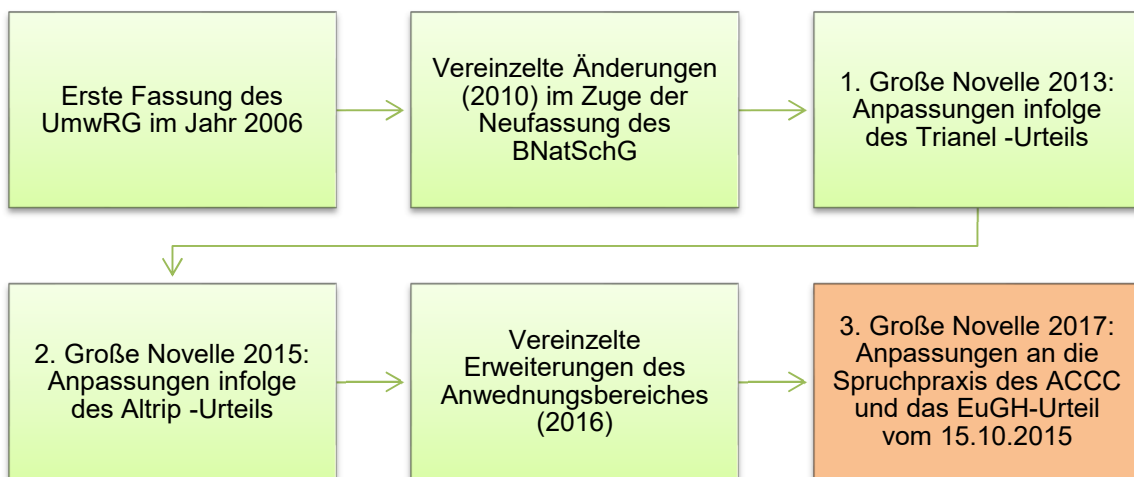 Erste Fassung des
UmwRG im Jahr 2006
Vereinzelte Änderungen
(2010) im Zuge der
Neufassung des
BNatSchG
1. Große Novelle 2013:
Anpassungen infolge
des Trianel -Urteils
2. Große Novelle 2015:
Anpassungen infolge
des Altrip -Urteils
Vereinzelte
Erweiterungen des
Anwednungsbereiches
(2016)
3. Große Novelle 2017:
Anpassungen an die
Spruchpraxis des ACCC
und das EuGH-Urteil
vom 15.10.2015